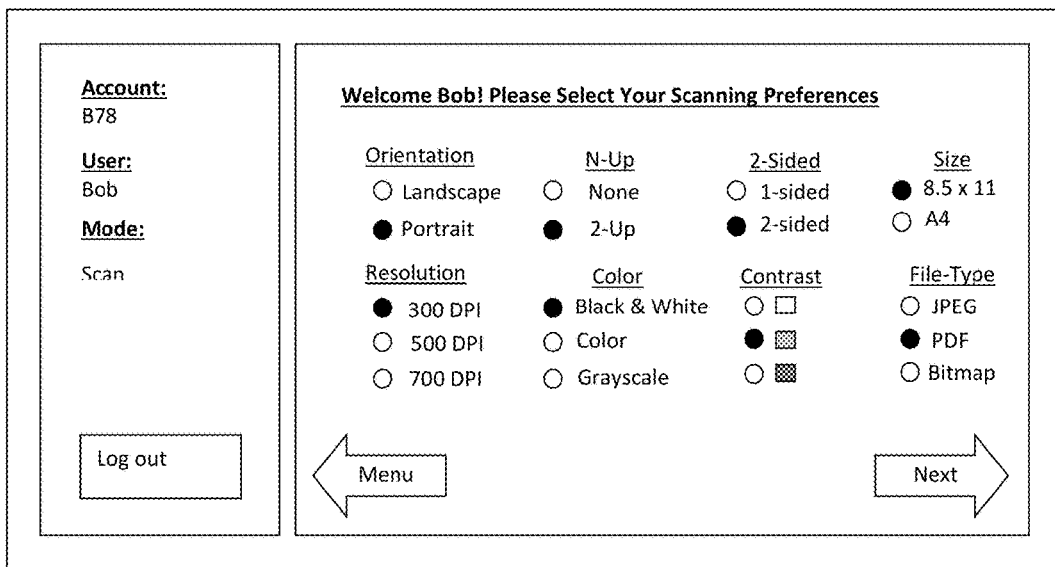 Account:
B78
User:
Bob
Mode:
Scan
Log out
Welcome Bob! Please Select Your Scanning Preferences
Orientation
Landscape
Portrait
N-Up
None
2-Up
2-Sided
1-sided
2-sided
Size
8.5 x 11
A4
Resolution
300 DPI
500 DPI
700 DPI
Color
Black & White
Color
Grayscale
Contrast
File-Type
JPEG
PDF
Bitmap
Menu
Next